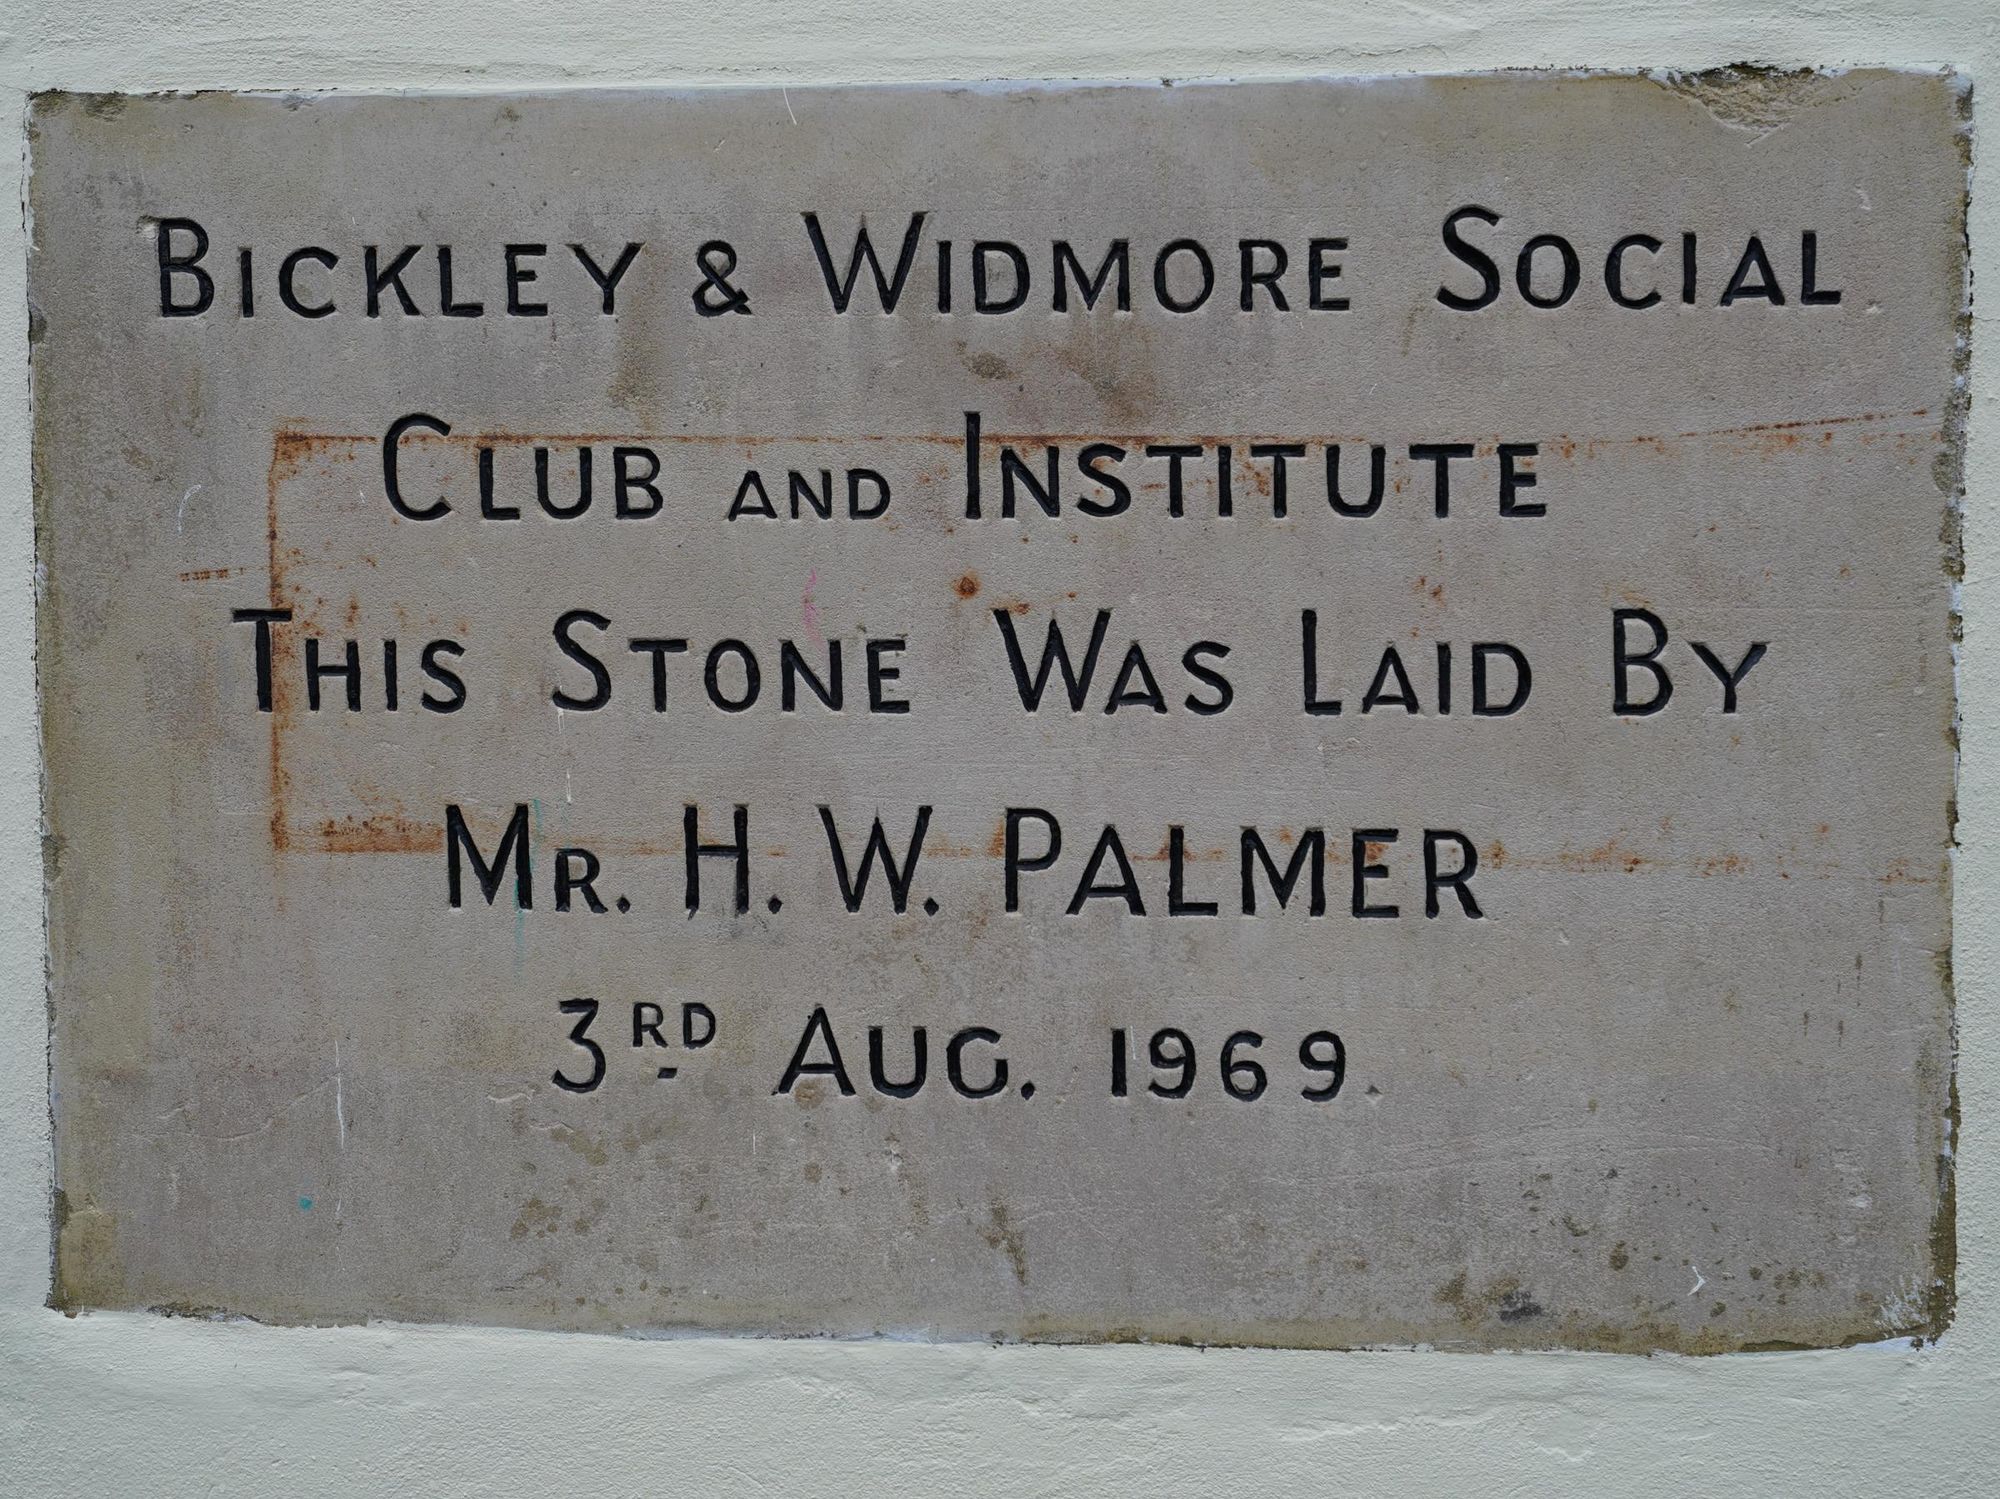 BICKLEY & WIDMORE SOCIAL
CLUB AND INSTITUTE
THIS STONE WAS LAID BY
MR. H. W. PALMER
3RD AUG. 1969.